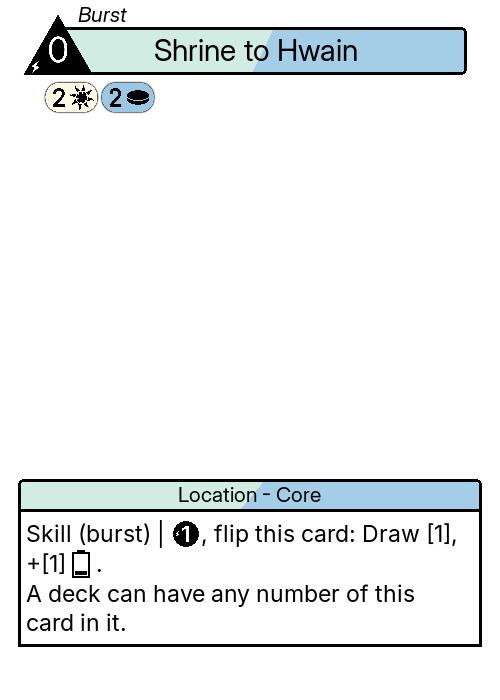 Burst
0
Shrine to Hwain
2 2
Location - Core
Skill (burst) | 1, flip this card: Draw [1],
+[1] .
A deck can have any number of this
card in it.